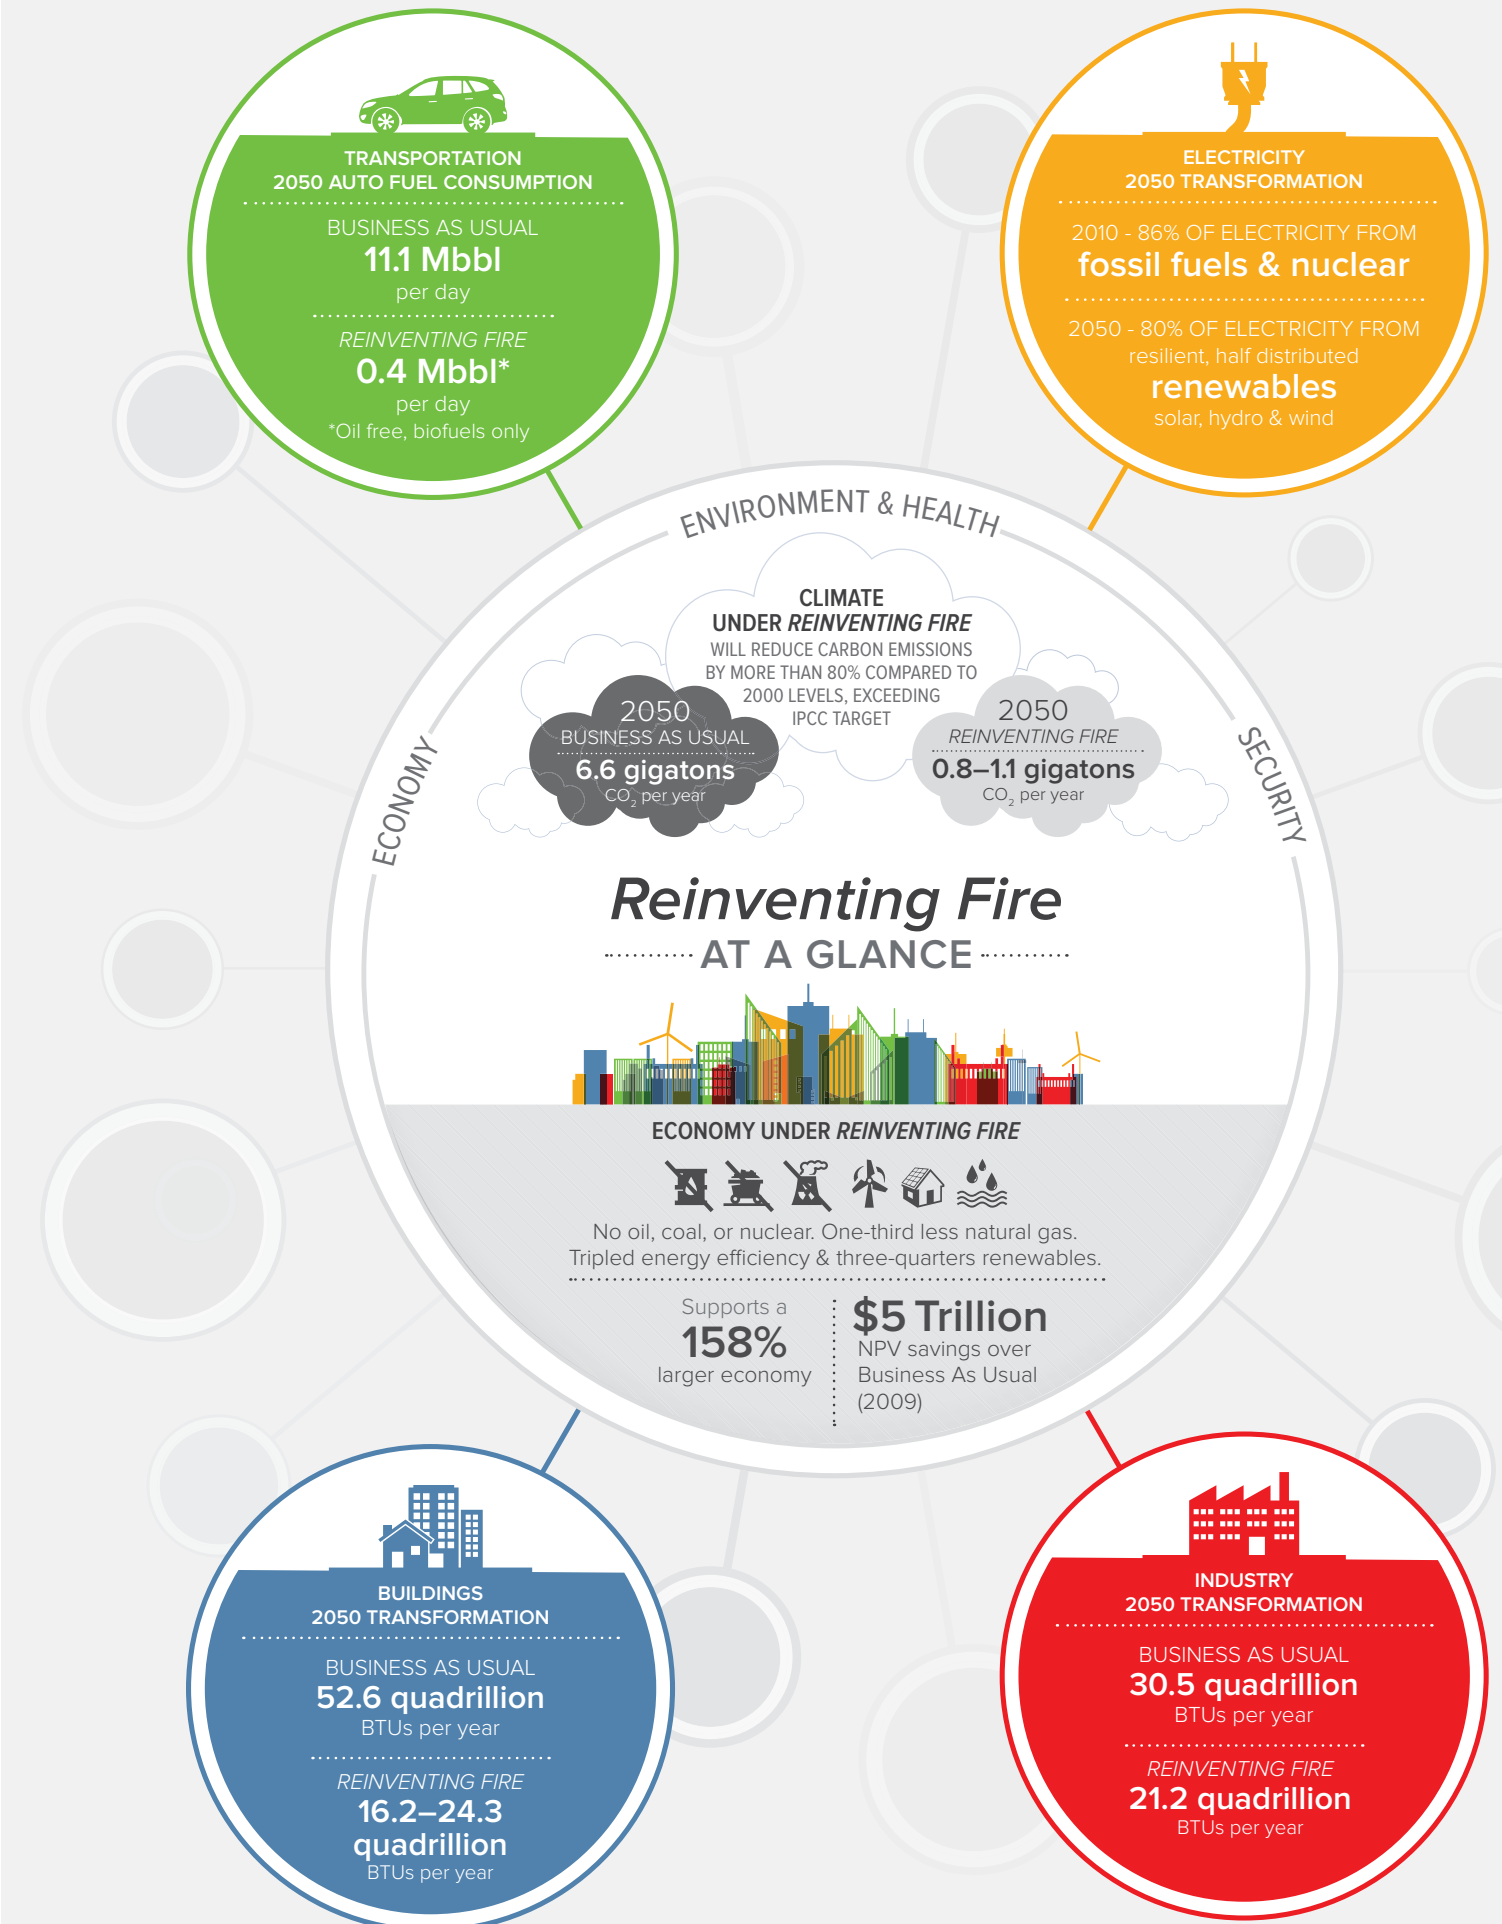 TRANSPORTATION
2050 AUTO FUEL CONSUMPTION
BUSINESS AS USUAL
11.1 Mbbl
per day
REINVENTING FIRE
0.4 Mbbl*
per day
*Oil free, biofuels only
ELECTRICITY
2050 TRANSFORMATION
2010 - 86% OF ELECTRICITY FROM
fossil fuels & nuclear
2050 - 80% OF ELECTRICITY FROM
resilient, half distributed
renewables
solar, hydro & wind
ENVIRONMENT & HEALTH
ECONOMY
SECURITY
CLIMATE
UNDER REINVENTING FIRE
WILL REDUCE CARBON EMISSIONS
BY MORE THAN 80% COMPARED TO
2000 LEVELS, EXCEEDING
IPCC TARGET
2050
BUSINESS AS USUAL
6.6 gigatons
CO₂ per year
2050
REINVENTING FIRE
0.8–1.1 gigatons
CO₂ per year
Reinventing Fire
AT A GLANCE
ECONOMY UNDER REINVENTING FIRE
No oil, coal, or nuclear. One-third less natural gas.
Tripled energy efficiency & three-quarters renewables.
Supports a
158%
larger economy
$5 Trillion
NPV savings over
Business As Usual
(2009)
BUILDINGS
2050 TRANSFORMATION
BUSINESS AS USUAL
52.6 quadrillion
BTUs per year
REINVENTING FIRE
16.2–24.3
quadrillion
BTUs per year
INDUSTRY
2050 TRANSFORMATION
BUSINESS AS USUAL
30.5 quadrillion
BTUs per year
REINVENTING FIRE
21.2 quadrillion
BTUs per year